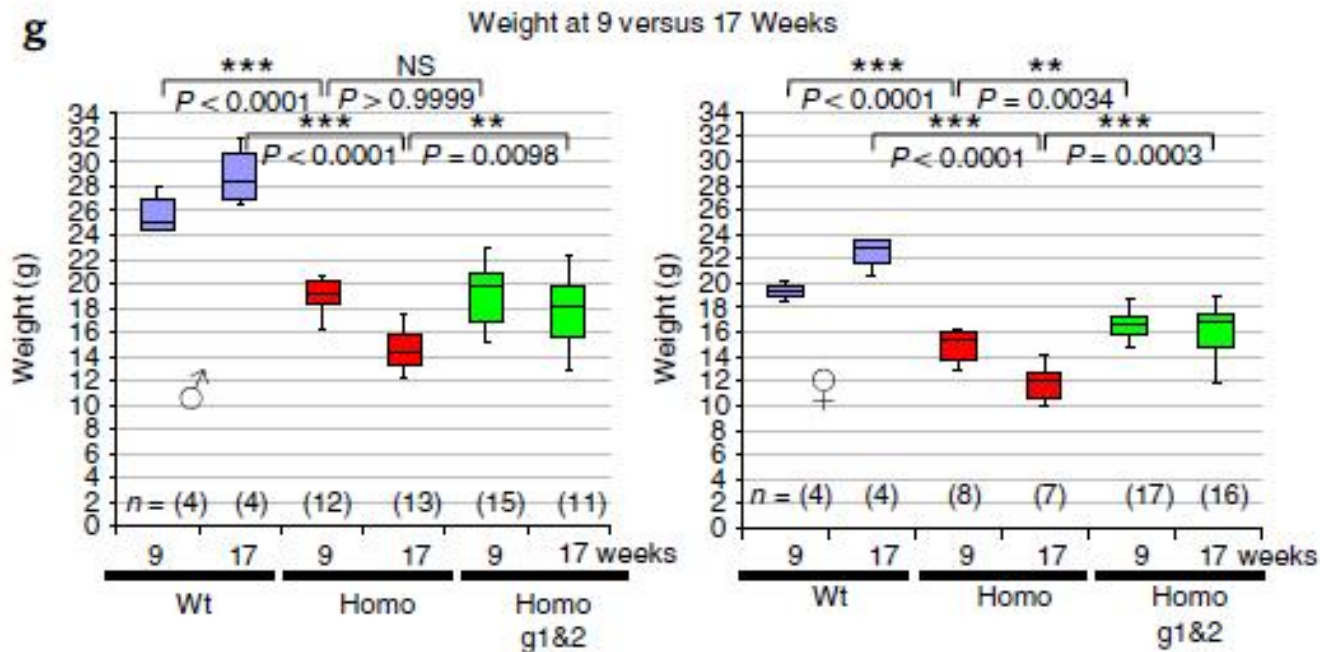 g
Weight at 9 versus 17 Weeks
*** NS
P < 0.0001 P > 0.9999
*** **
P < 0.0001 P = 0.0098
34
32
30
28
26
24
22
20
18
16
14
12
10
8
6
4
2
0
Weight (g)
♂
n = (4) (4) (12) (13) (15) (11)
9 17 9 17 9 17 weeks
Wt Homo Homo
g1&2
*** **
P < 0.0001 P = 0.0034
*** ***
P < 0.0001 P = 0.0003
34
32
30
28
26
24
22
20
18
16
14
12
10
8
6
4
2
0
Weight (g)
♀
n = (4) (4) (8) (7) (17) (16)
9 17 9 17 9 17 weeks
Wt Homo Homo
g1&2